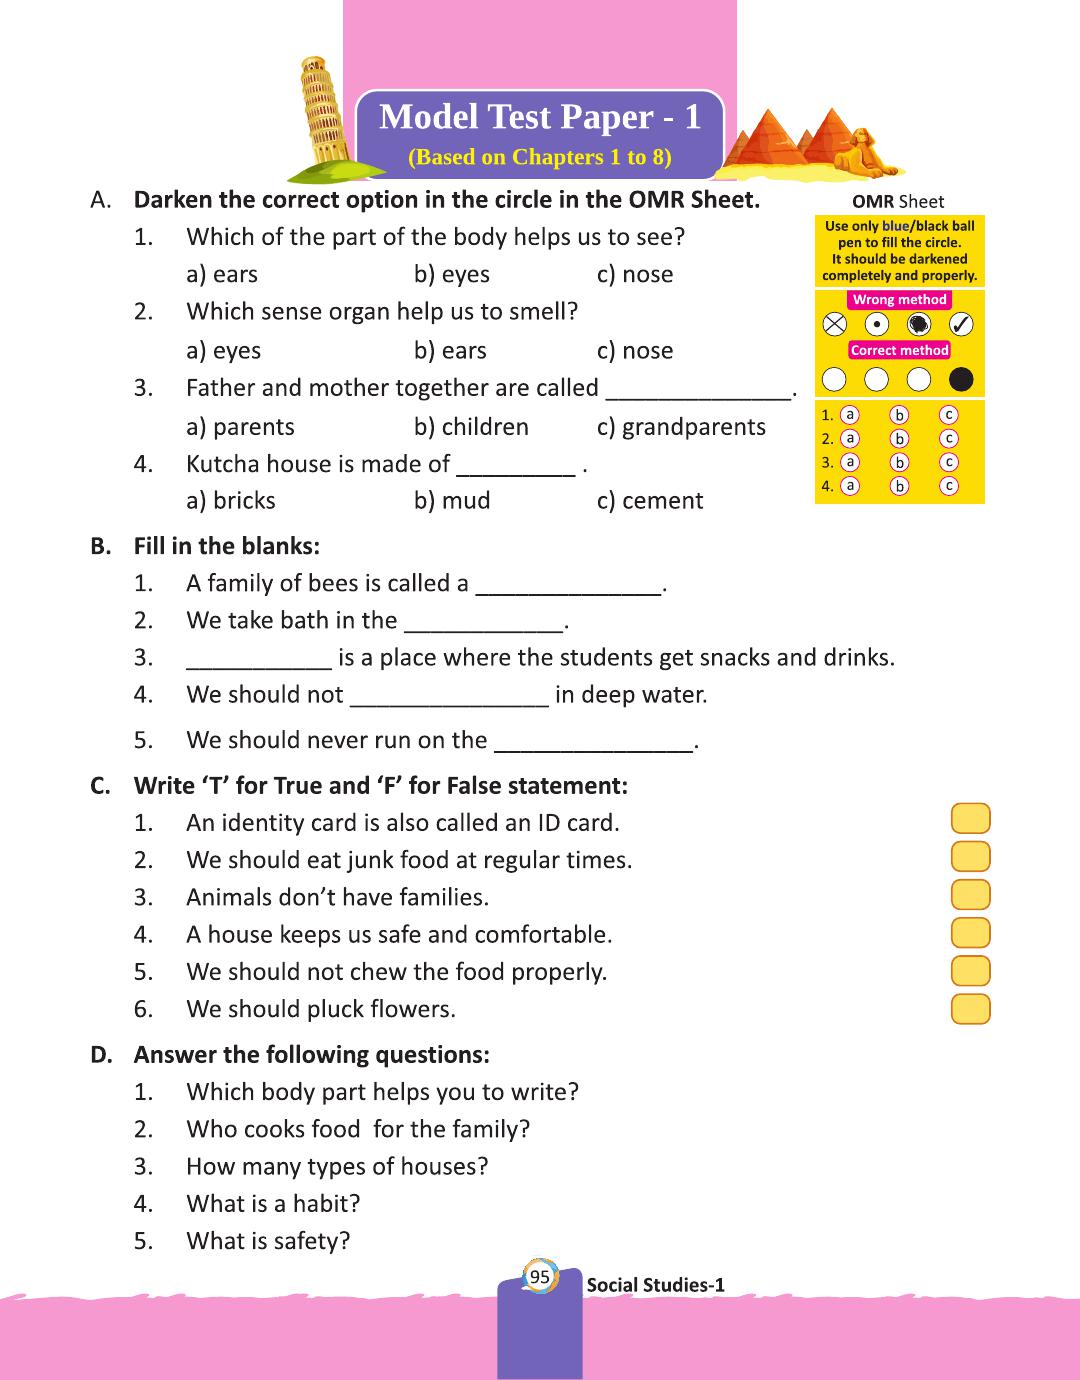 Model Test Paper - 1
(Based on Chapters 1 to 8)
A. Darken the correct option in the circle in the OMR Sheet.
1. Which of the part of the body helps us to see?
a) ears b) eyes c) nose
2. Which sense organ help us to smell?
a) eyes b) ears c) nose
3. Father and mother together are called ______________.
a) parents b) children c) grandparents
4. Kutcha house is made of _________ .
a) bricks b) mud c) cement
OMR Sheet
Use only blue/black ball
pen to fill the circle.
It should be darkened
completely and properly.
Wrong method
Correct method
1. a b c
2. a b c
3. a b c
4. a b c
B. Fill in the blanks:
1. A family of bees is called a ______________.
2. We take bath in the ____________.
3. ___________ is a place where the students get snacks and drinks.
4. We should not _______________ in deep water.
5. We should never run on the _______________.
C. Write ‘T’ for True and ‘F’ for False statement:
1. An identity card is also called an ID card.
2. We should eat junk food at regular times.
3. Animals don’t have families.
4. A house keeps us safe and comfortable.
5. We should not chew the food properly.
6. We should pluck flowers.
D. Answer the following questions:
1. Which body part helps you to write?
2. Who cooks food for the family?
3. How many types of houses?
4. What is a habit?
5. What is safety?
95
Social Studies-1